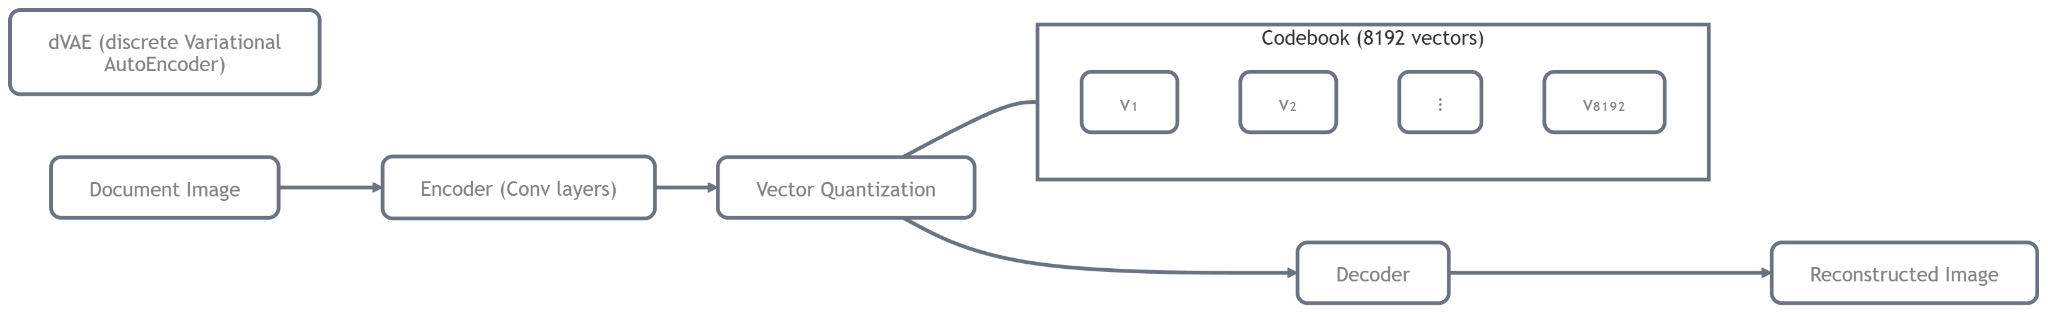 dVAE (discrete Variational
AutoEncoder)
Codebook (8192 vectors)
v₁
v₂
⋮
v₈₁₉₂
Document Image
Encoder (Conv layers)
Vector Quantization
Decoder
Reconstructed Image